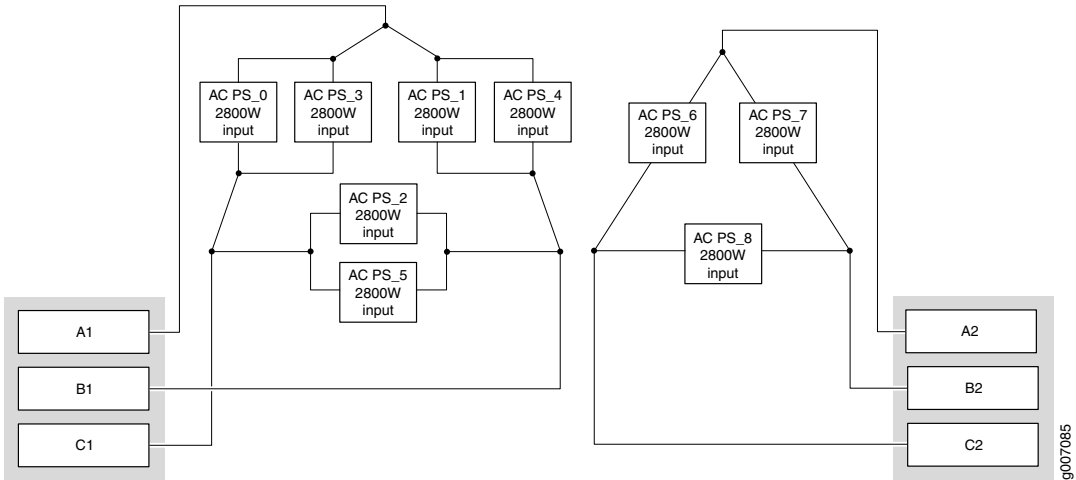 AC PS_0
2800W
input
AC PS_3
2800W
input
AC PS_1
2800W
input
AC PS_4
2800W
input
AC PS_6
2800W
input
AC PS_7
2800W
input
AC PS_2
2800W
input
AC PS_5
2800W
input
AC PS_8
2800W
input
A1
B1
C1
A2
B2
C2
g007085